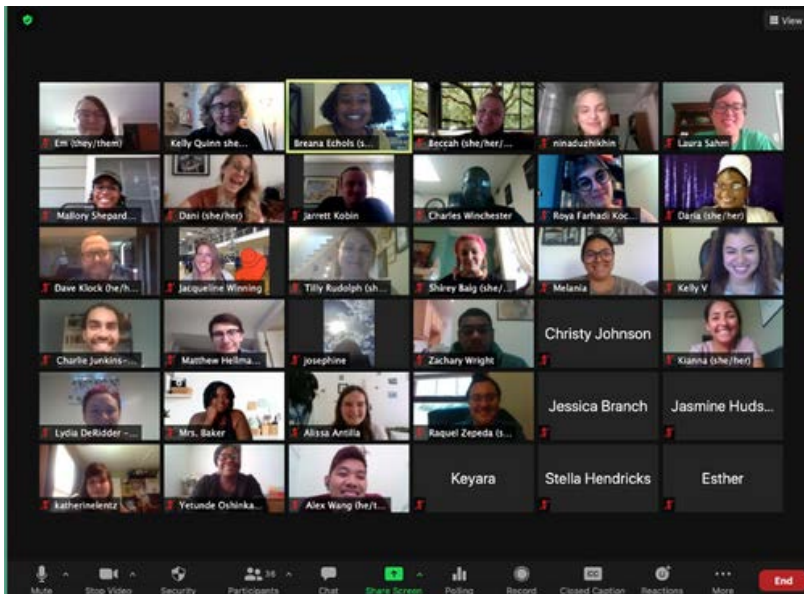 View
Em (they/them)
Kelly Quinn she...
Breana Echols (s...
Beccah (she/her/...
ninaduzhikhin
Laura Sahm
Mallory Shepard...
Dani (she/her)
Jarrett Kobin
Charles Winchester
Roya Farhadi Koc...
Daria (she/her)
Dave Klock (he/h...
Jacqueline Winning
Tilly Rudolph (sh...
Shirey Baig (she/...
Melania
Kelly V
Charlie Junkins-...
Matthew Hellma...
josephine
Zachary Wright
Christy Johnson
Kianna (she/her)
Lydia DeRidder -...
Mrs. Baker
Alissa Antilla
Raquel Zepeda (s...
Jessica Branch
Jasmine Huds...
katherinelentz
Yetunde Oshinka...
Alex Wang (he/t...
Keyara
Stella Hendricks
Esther
Mute
Stop Video
Security
Participants
36
Chat
Share Screen
Polling
Record
CC
Closed Caption
Reactions
More
End